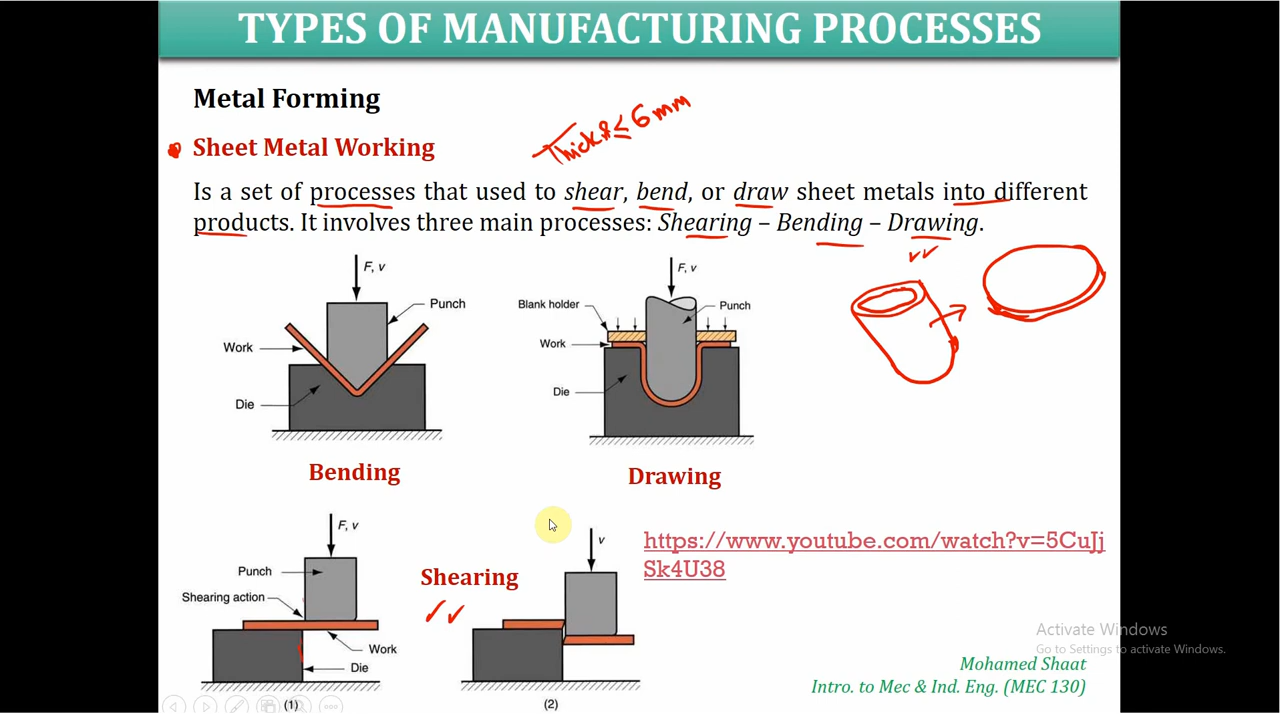 TYPES OF MANUFACTURING PROCESSES
Metal Forming
Thick ≤ 6mm
Sheet Metal Working
Is a set of processes that used to shear, bend, or draw sheet metals into different
products. It involves three main processes: Shearing – Bending – Drawing.
F, v
Punch
Work
Die
Bending
F, v
Blank holder
Punch
Work
Die
Drawing
F, v
Punch
Shearing action
Work
Die
(1)
Shearing
v
(2)
https://www.youtube.com/watch?v=5CuJj
Sk4U38
Activate Windows
Go to Settings to activate Windows.
Mohamed Shaat
Intro. to Mec & Ind. Eng. (MEC 130)